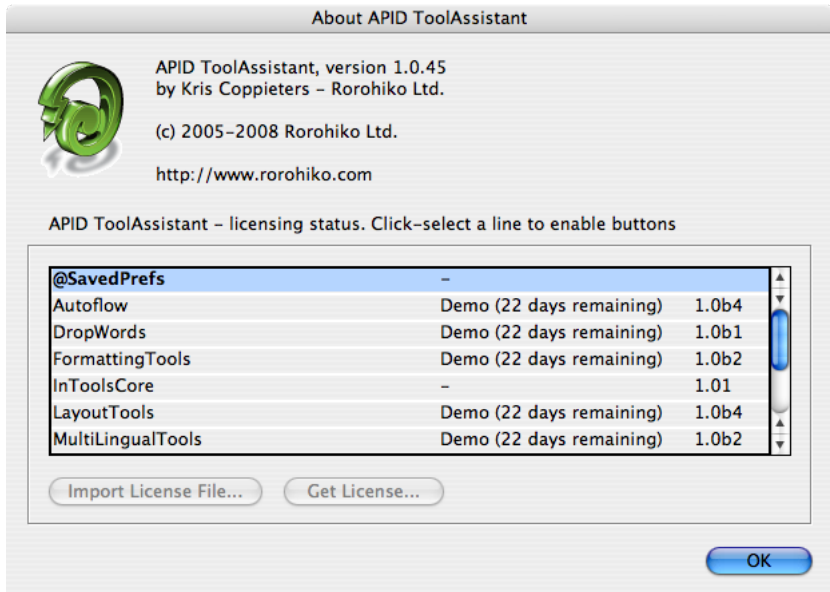 About APID ToolAssistant
APID ToolAssistant, version 1.0.45
by Kris Coppieters – Rorohiko Ltd.
(c) 2005–2008 Rorohiko Ltd.
http://www.rorohiko.com
APID ToolAssistant – licensing status. Click–select a line to enable buttons
@SavedPrefs –
Autoflow Demo (22 days remaining) 1.0b4
DropWords Demo (22 days remaining) 1.0b1
FormattingTools Demo (22 days remaining) 1.0b2
InToolsCore – 1.01
LayoutTools Demo (22 days remaining) 1.0b4
MultiLingualTools Demo (22 days remaining) 1.0b2
Import License File... Get License...
OK